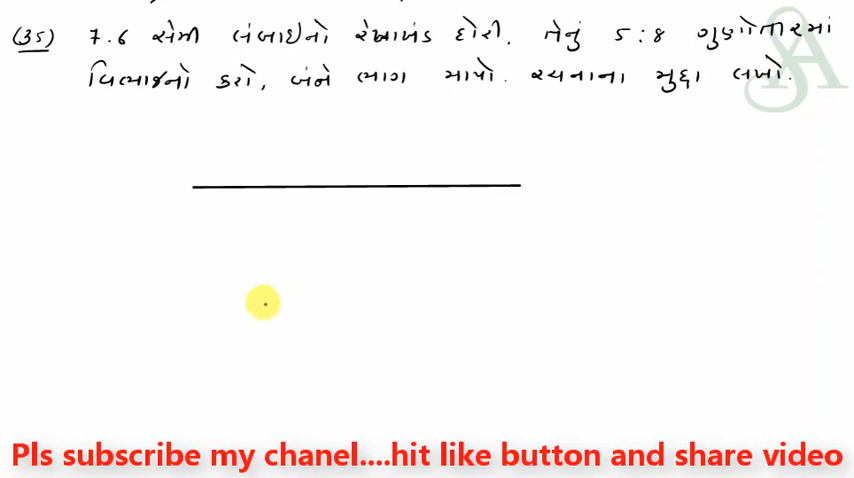 (35) 7.6 સેમી લંબાઇનો રેખાખંડ દોરી, તેનું 5:8 ગુણોત્તરમાં
વિભાજન કરો, બંને ભાગ માપો. રચનાના મુદ્દા લખો.
Pls subscribe my chanel....hit like button and share video